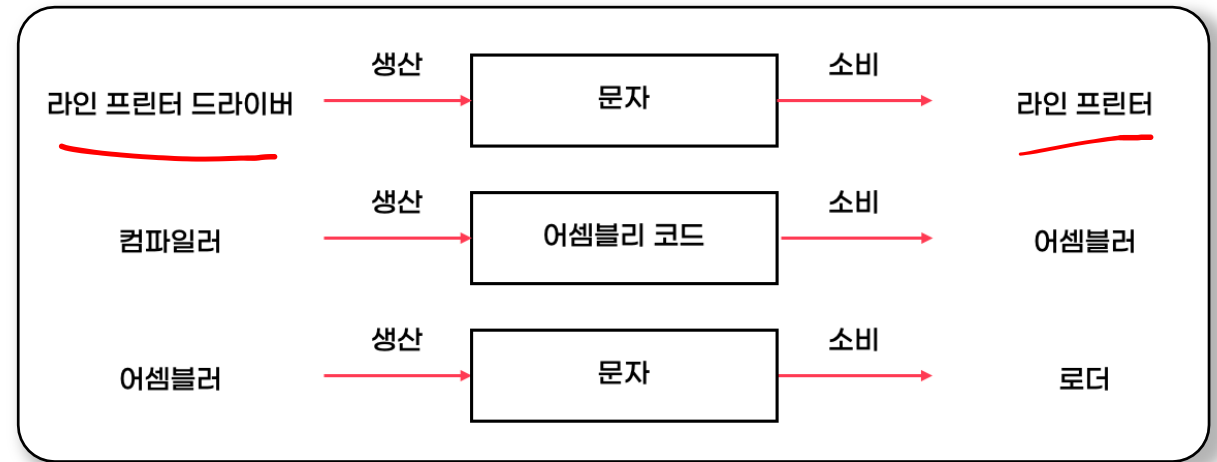 생산
소비
라인 프린터 드라이버
문자
라인 프린터
생산
소비
컴파일러
어셈블리 코드
어셈블러
생산
소비
어셈블러
문자
로더